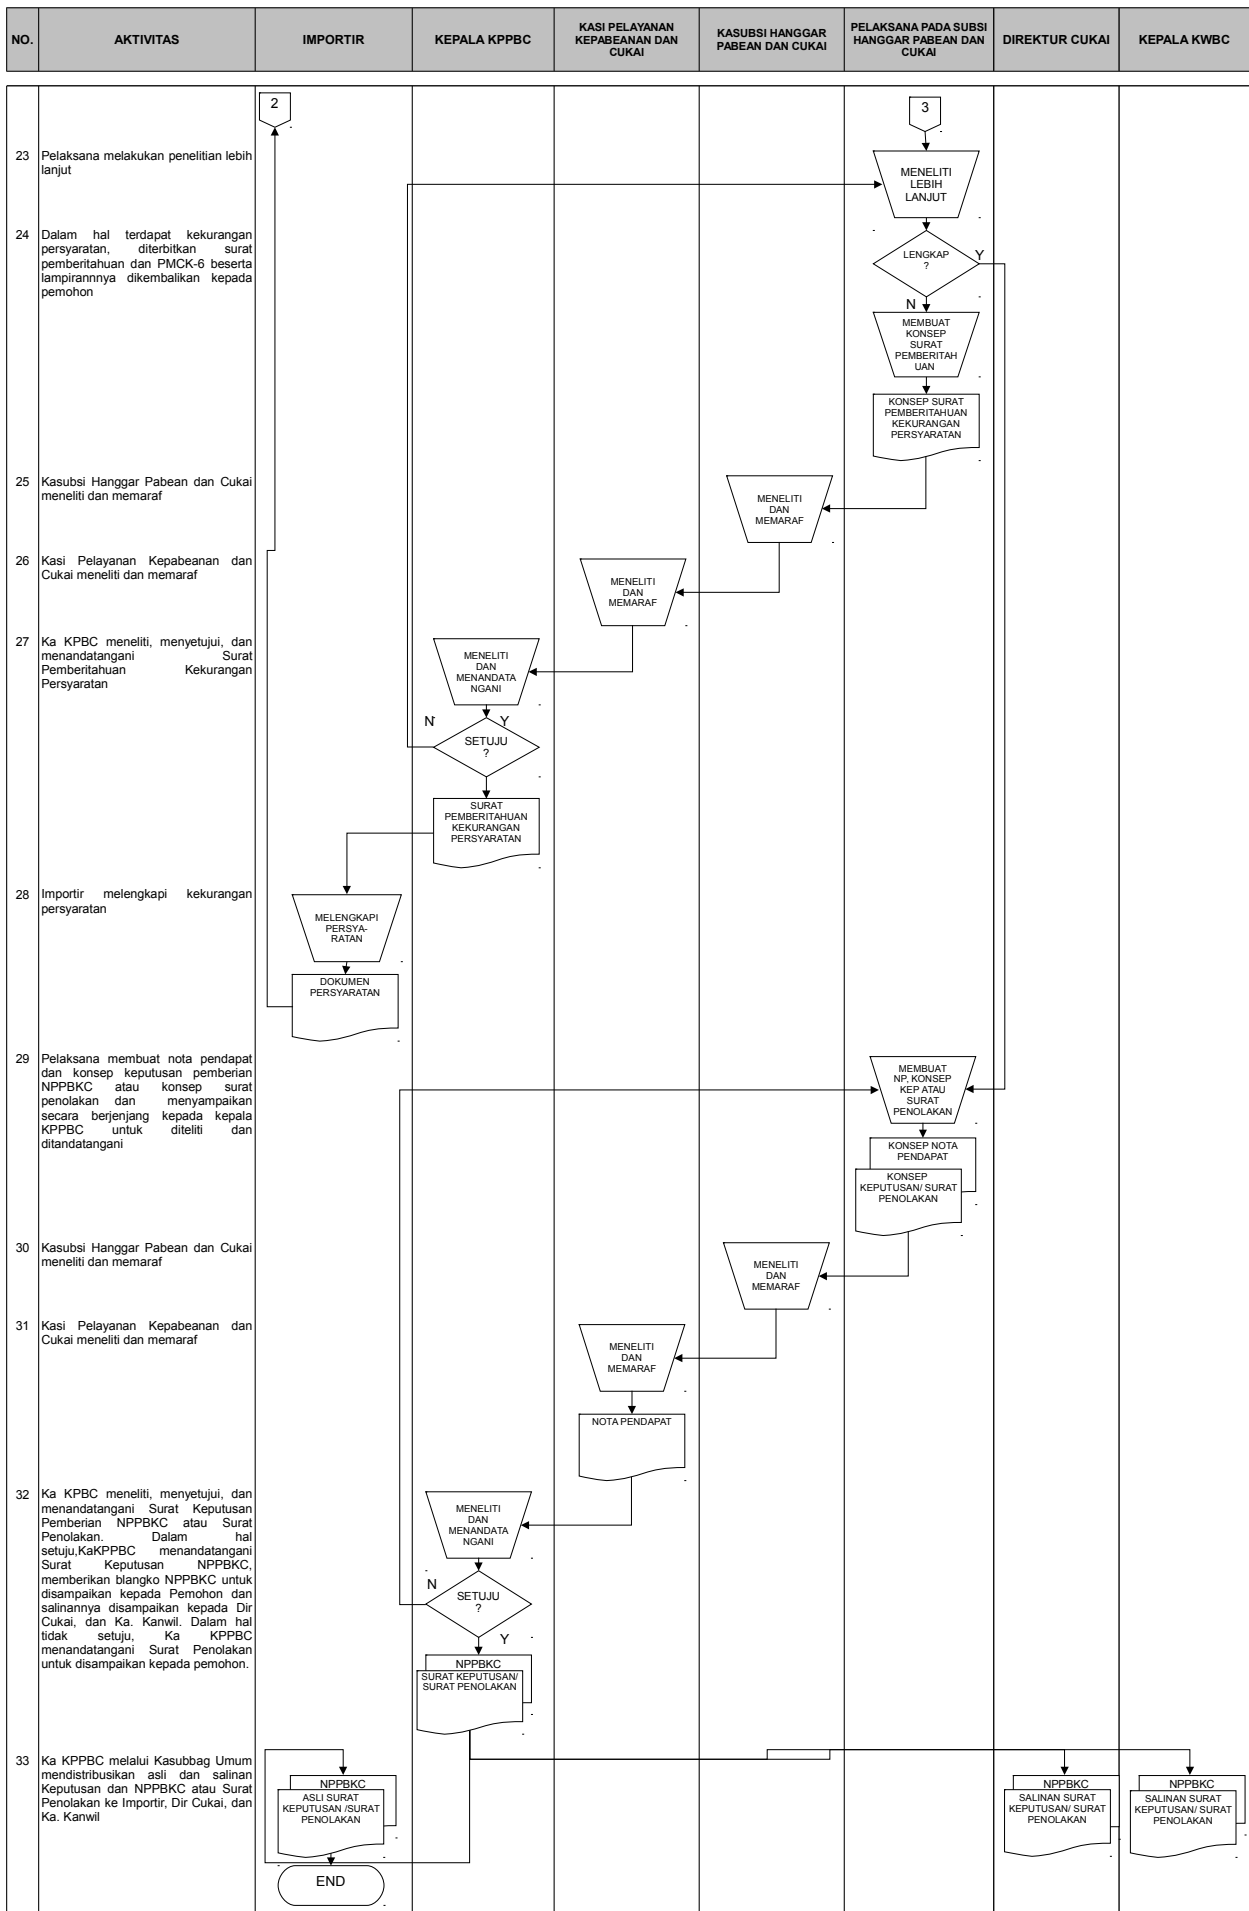 NO.
AKTIVITAS
IMPORTIR
KEPALA KPPBC
KASI PELAYANAN
KEPABEANAN DAN
CUKAI
KASUBSI HANGGAR
PABEAN DAN CUKAI
PELAKSANA PADA SUBSI
HANGGAR PABEAN DAN
CUKAI
DIREKTUR CUKAI
KEPALA KWBC
2
3
23 Pelaksana melakukan penelitian lebih
lanjut
MENELITI
LEBIH
LANJUT
24 Dalam hal terdapat kekurangan
persyaratan, diterbitkan surat
pemberitahuan dan PMCK-6 beserta
lampirannnya dikembalikan kepada
pemohon
LENGKAP
?
Y
N
MEMBUAT
KONSEP
SURAT
PEMBERITAH
UAN
KONSEP SURAT
PEMBERITAHUAN
KEKURANGAN
PERSYARATAN
25 Kasubsi Hanggar Pabean dan Cukai
meneliti dan memaraf
MENELITI
DAN
MEMARAF
26 Kasi Pelayanan Kepabeanan dan
Cukai meneliti dan memaraf
MENELITI
DAN
MEMARAF
27 Ka KPBC meneliti, menyetujui, dan
menandatangani Surat
Pemberitahuan Kekurangan
Persyaratan
MENELITI
DAN
MENANDATA
NGANI
N
Y
SETUJU
?
SURAT
PEMBERITAHUAN
KEKURANGAN
PERSYARATAN
28 Importir melengkapi kekurangan
persyaratan
MELENGKAPI
PERSYA-
RATAN
DOKUMEN
PERSYARATAN
29 Pelaksana membuat nota pendapat
dan konsep keputusan pemberian
NPPBKC atau konsep surat
penolakan dan menyampaikan
secara berjenjang kepada kepala
KPPBC untuk diteliti dan
ditandatangani
MEMBUAT
NP, KONSEP
KEP ATAU
SURAT
PENOLAKAN
KONSEP NOTA
PENDAPAT
KONSEP
KEPUTUSAN/ SURAT
PENOLAKAN
30 Kasubsi Hanggar Pabean dan Cukai
meneliti dan memaraf
MENELITI
DAN
MEMARAF
31 Kasi Pelayanan Kepabeanan dan
Cukai meneliti dan memaraf
MENELITI
DAN
MEMARAF
NOTA PENDAPAT
32 Ka KPBC meneliti, menyetujui, dan
menandatangani Surat Keputusan
Pemberian NPPBKC atau Surat
Penolakan. Dalam hal
setuju,KaKPPBC menandatangani
Surat Keputusan NPPBKC,
memberikan blangko NPPBKC untuk
disampaikan kepada Pemohon dan
salinannya disampaikan kepada Dir
Cukai, dan Ka. Kanwil. Dalam hal
tidak setuju, Ka KPPBC
menandatangani Surat Penolakan
untuk disampaikan kepada pemohon.
MENELITI
DAN
MENANDATA
NGANI
N
SETUJU
?
Y
NPPBKC
SURAT KEPUTUSAN/
SURAT PENOLAKAN
33 Ka KPPBC melalui Kasubbag Umum
mendistribusikan asli dan salinan
Keputusan dan NPPBKC atau Surat
Penolakan ke Importir, Dir Cukai, dan
Ka. Kanwil
NPPBKC
ASLI SURAT
KEPUTUSAN /SURAT
PENOLAKAN
NPPBKC
SALINAN SURAT
KEPUTUSAN/ SURAT
PENOLAKAN
NPPBKC
SALINAN SURAT
KEPUTUSAN/ SURAT
PENOLAKAN
END